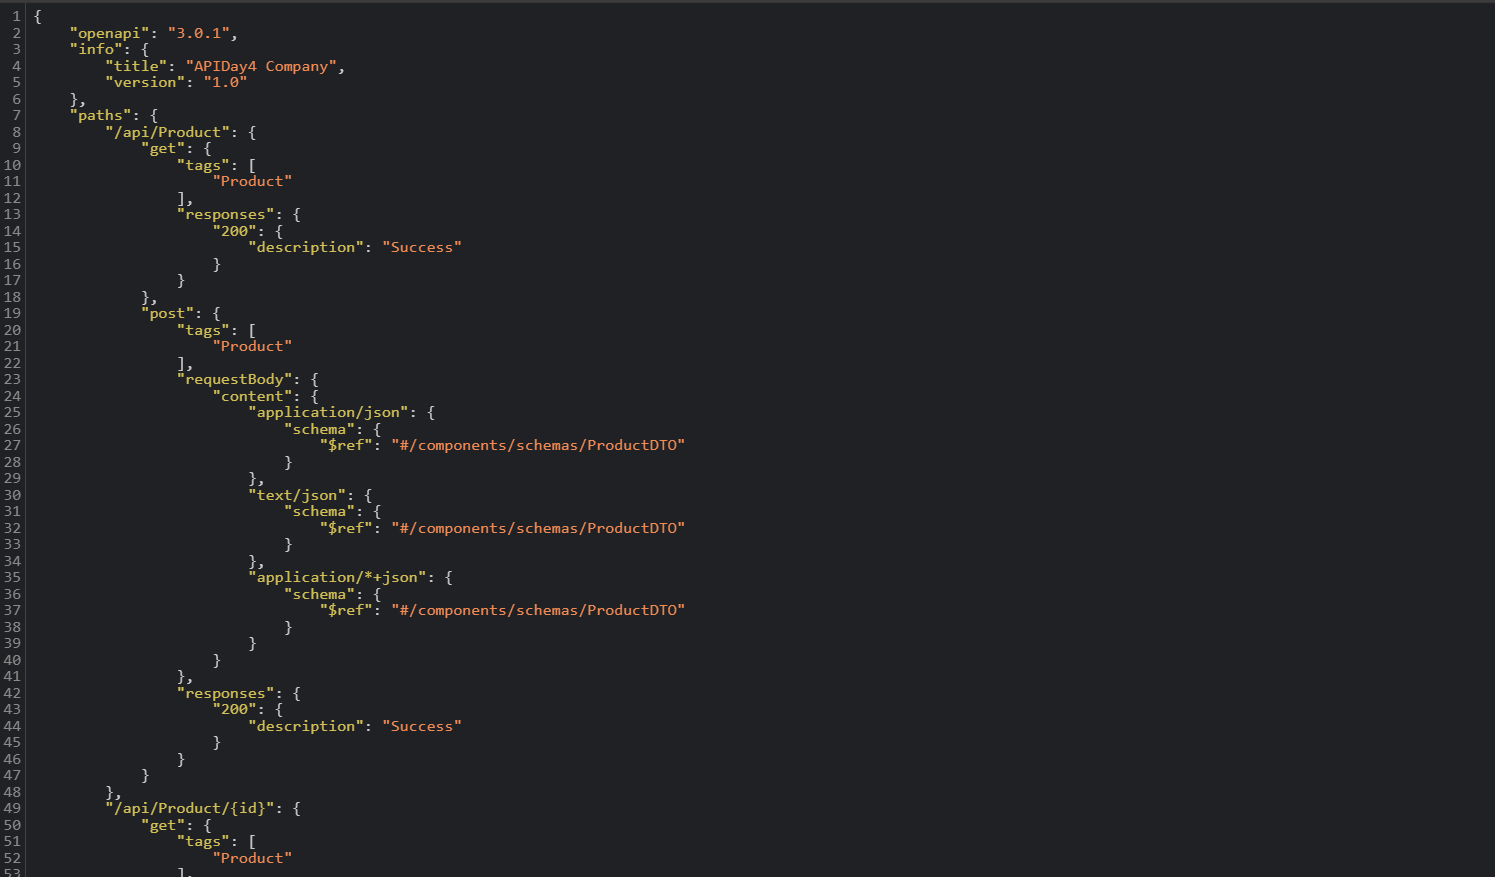 1 {
2     "openapi": "3.0.1",
3     "info": {
4         "title": "APIDay4 Company",
5         "version": "1.0"
6     },
7     "paths": {
8         "/api/Product": {
9             "get": {
10                 "tags": [
11                     "Product"
12                 ],
13                 "responses": {
14                     "200": {
15                         "description": "Success"
16                     }
17                 }
18             },
19             "post": {
20                 "tags": [
21                     "Product"
22                 ],
23                 "requestBody": {
24                     "content": {
25                         "application/json": {
26                             "schema": {
27                                 "$ref": "#/components/schemas/ProductDTO"
28                             }
29                         },
30                         "text/json": {
31                             "schema": {
32                                 "$ref": "#/components/schemas/ProductDTO"
33                             }
34                         },
35                         "application/*+json": {
36                             "schema": {
37                                 "$ref": "#/components/schemas/ProductDTO"
38                             }
39                         }
40                     }
41                 },
42                 "responses": {
43                     "200": {
44                         "description": "Success"
45                     }
46                 }
47             }
48         },
49         "/api/Product/{id}": {
50             "get": {
51                 "tags": [
52                     "Product"
53                 ],